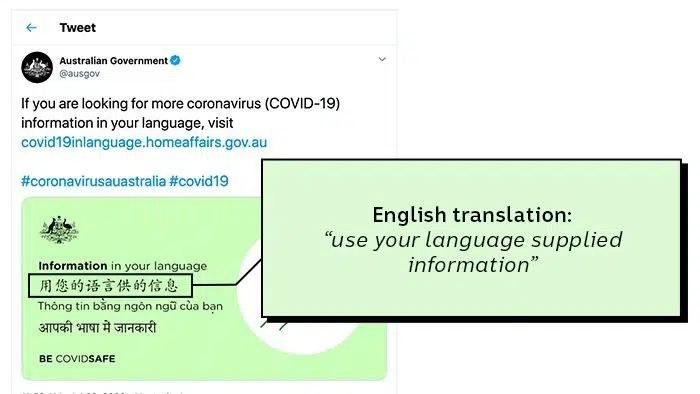 Tweet
Australian Government
@ausgov
If you are looking for more coronavirus (COVID-19)
information in your language, visit
covid19inlanguage.homeaffairs.gov.au
#coronavirusauastralia #covid19
Information in your language
用您的语言供的信息
Thông tin bằng ngôn ngữ của bạn
आपकी भाषा में जानकारी
BE COVIDSAFE
English translation:
“use your language supplied
information”